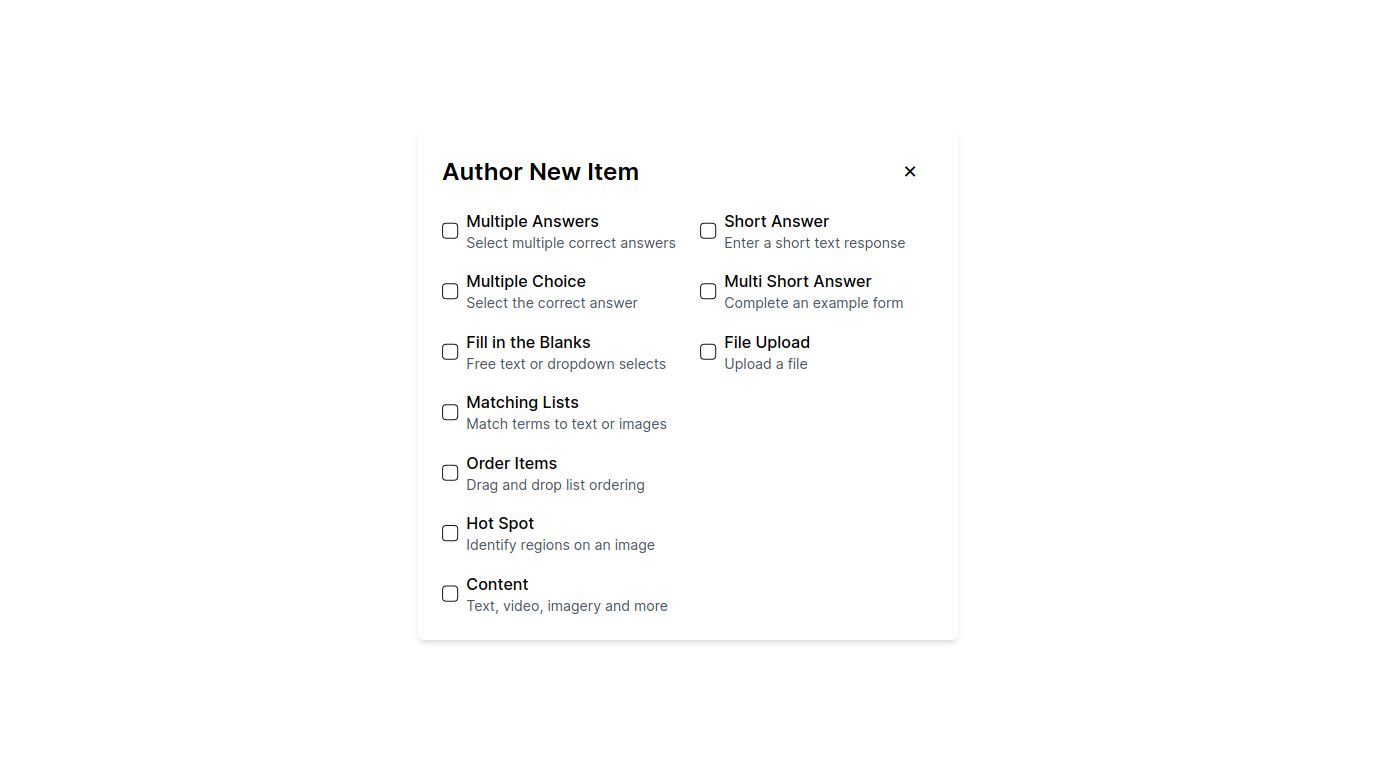 Author New Item
✕
Multiple Answers
Select multiple correct answers
Multiple Choice
Select the correct answer
Fill in the Blanks
Free text or dropdown selects
Matching Lists
Match terms to text or images
Order Items
Drag and drop list ordering
Hot Spot
Identify regions on an image
Content
Text, video, imagery and more
Short Answer
Enter a short text response
Multi Short Answer
Complete an example form
File Upload
Upload a file